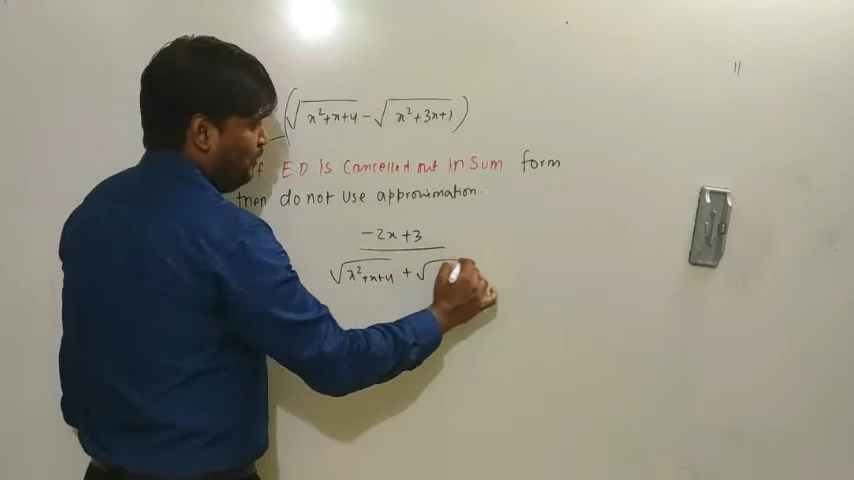 (√x²+x+4 - √x²+3x+1)
If ED is cancelled out in sum form
then do not use approximation.
-2x+3
√x²+x+4 + √